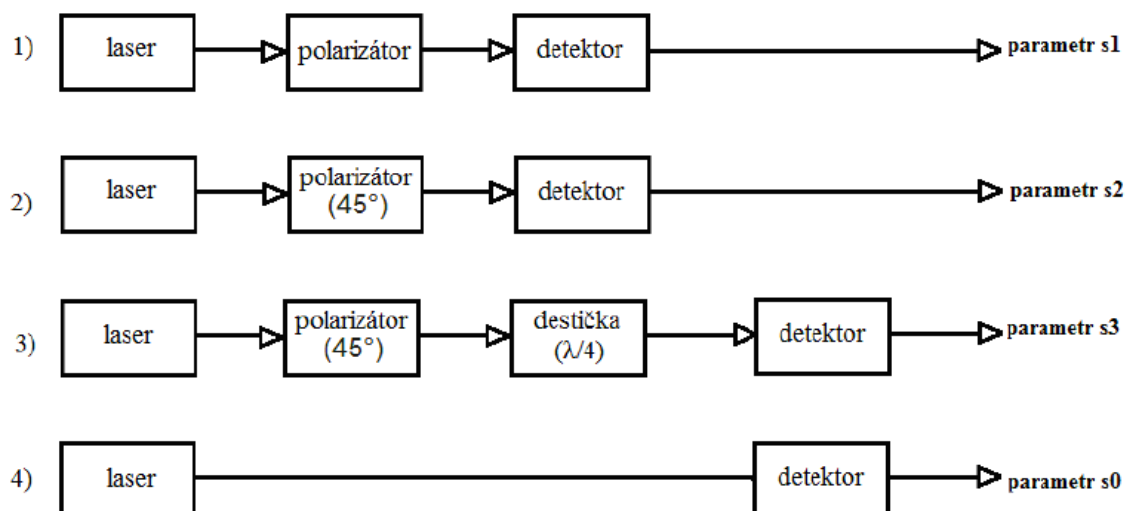 1) laser polarizátor detektor parametr s1
2) laser polarizátor (45°) detektor parametr s2
3) laser polarizátor (45°) destička (λ/4) detektor parametr s3
4) laser detektor parametr s0